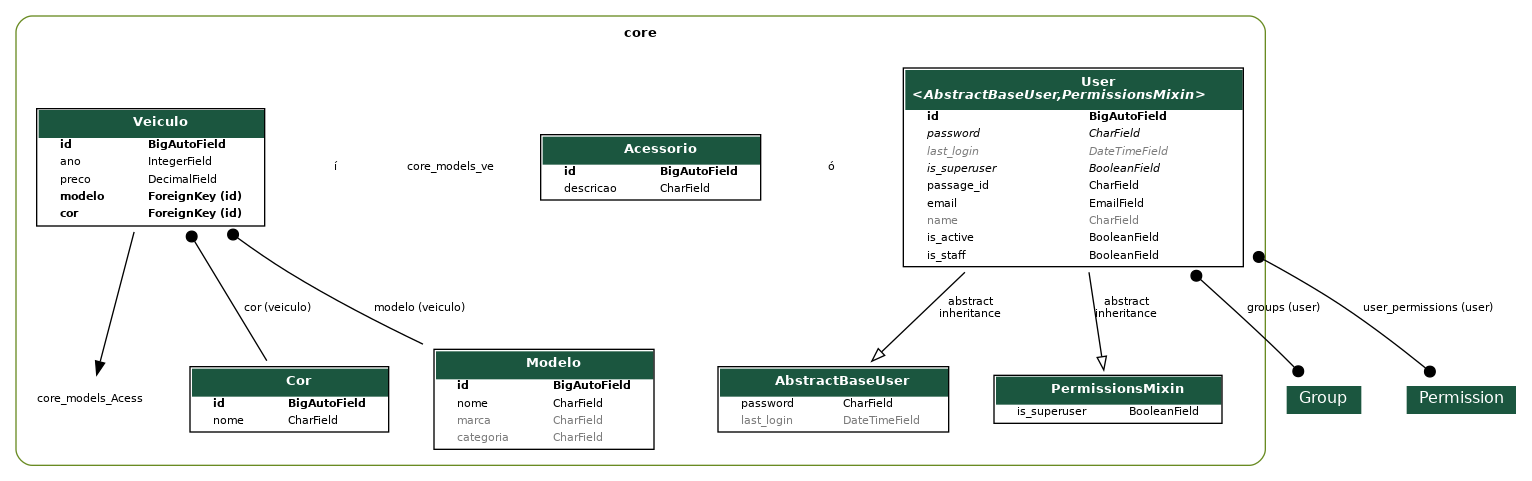 core
Veiculo
id BigAutoField
ano IntegerField
preco DecimalField
modelo ForeignKey (id)
cor ForeignKey (id)
í
core_models_ve
Acessorio
id BigAutoField
descricao CharField
ó
User
<AbstractBaseUser,PermissionsMixin>
id BigAutoField
password CharField
last_login DateTimeField
is_superuser BooleanField
passage_id CharField
email EmailField
name CharField
is_active BooleanField
is_staff BooleanField
cor (veiculo)
modelo (veiculo)
abstract
inheritance
abstract
inheritance
groups (user)
user_permissions (user)
core_models_Acess
Cor
id BigAutoField
nome CharField
Modelo
id BigAutoField
nome CharField
marca CharField
categoria CharField
AbstractBaseUser
password CharField
last_login DateTimeField
PermissionsMixin
is_superuser BooleanField
Group
Permission